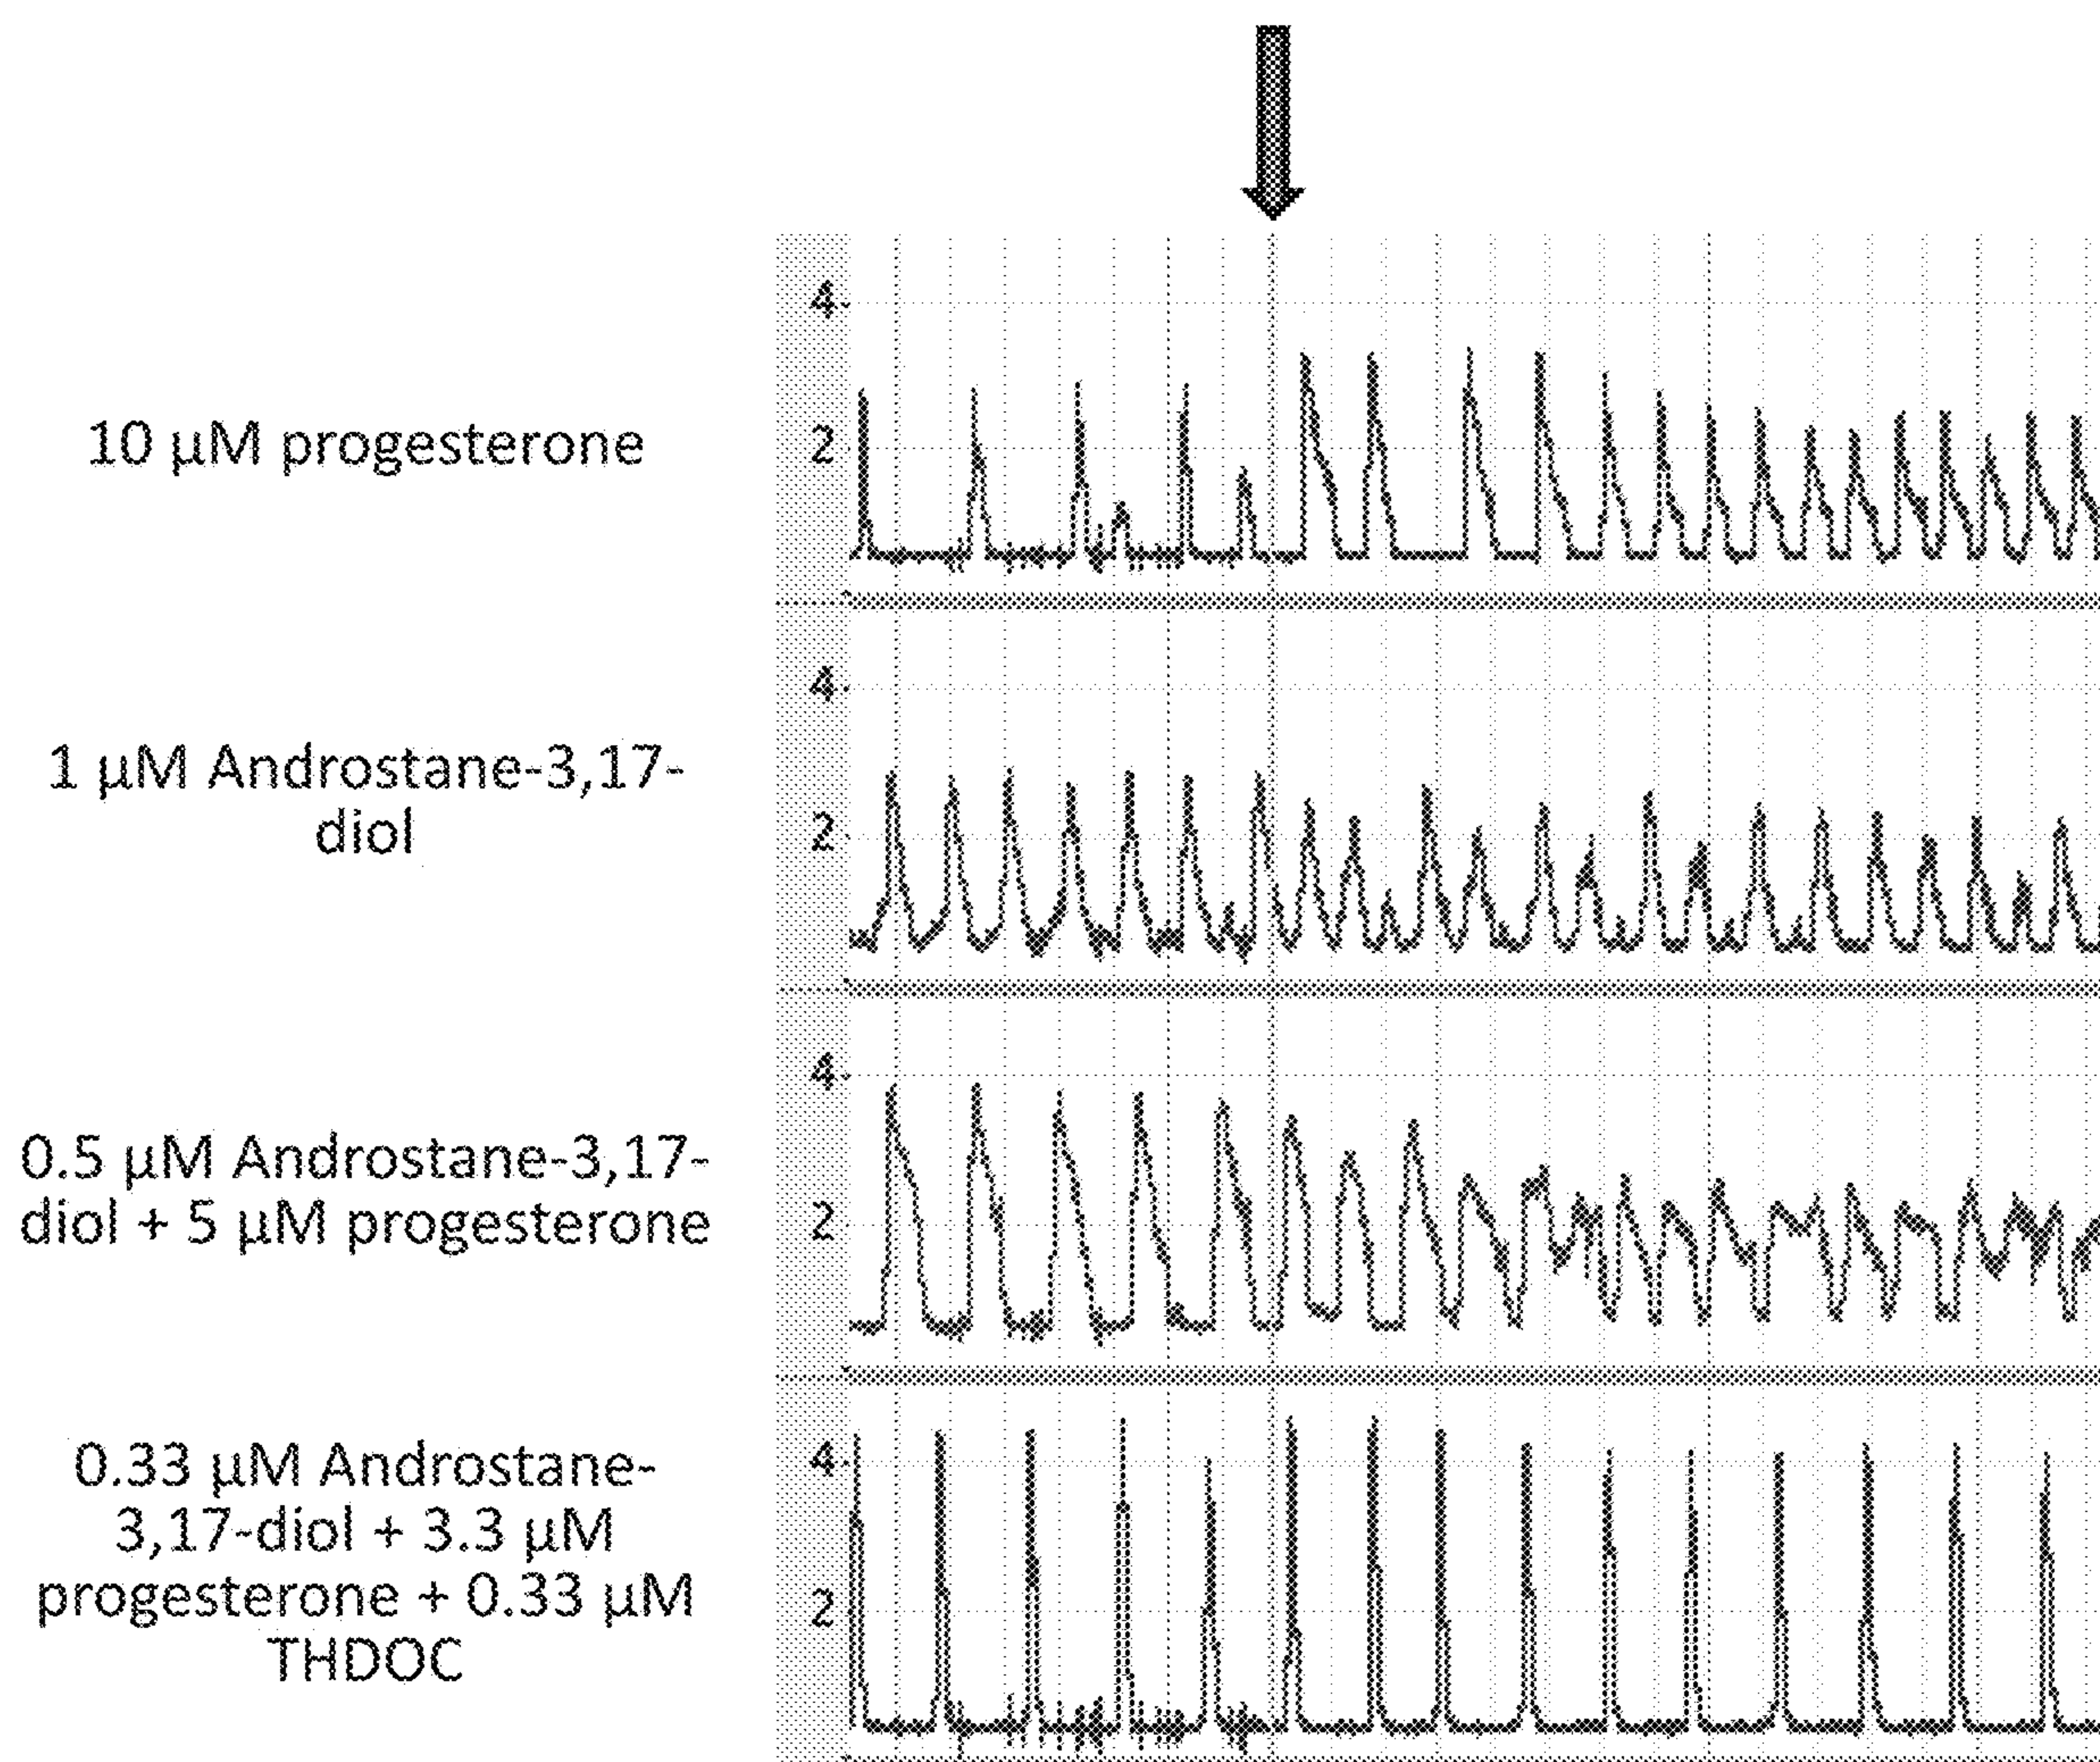 10 µM progesterone
4
2
1 µM Androstane-3,17-
diol
4
2
0.5 µM Androstane-3,17-
diol + 5 µM progesterone
4
2
0.33 µM Androstane-
3,17-diol + 3.3 µM
progesterone + 0.33 µM
THDOC
4
2